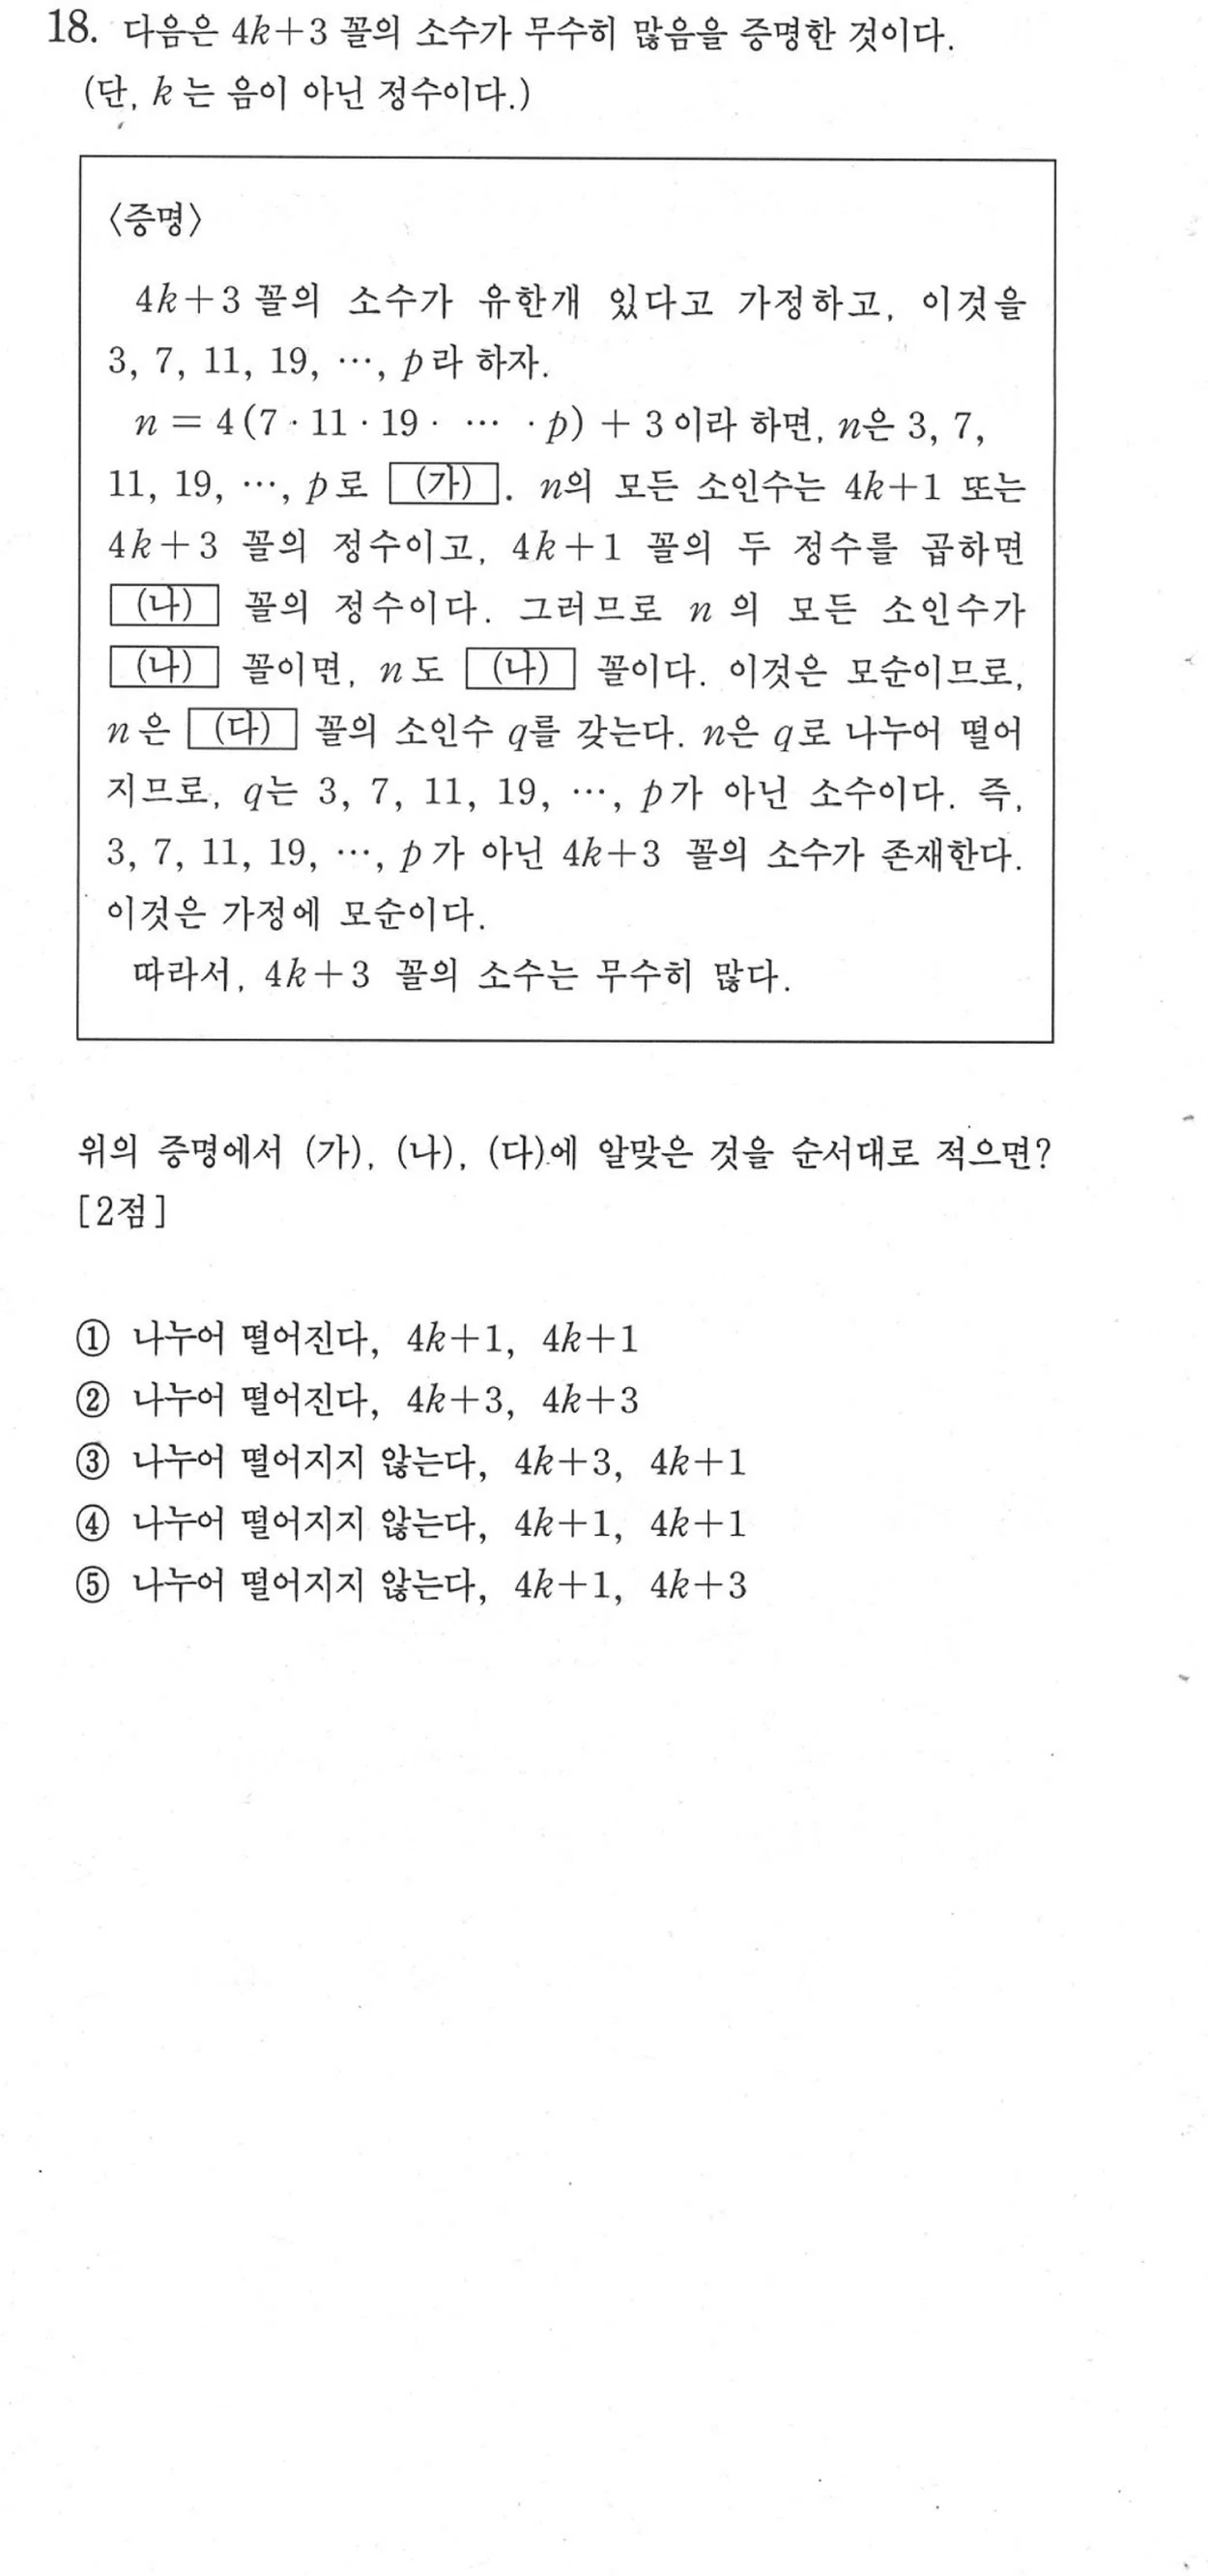 18. 다음은 4k+3 꼴의 소수가 무수히 많음을 증명한 것이다.
(단, k는 음이 아닌 정수이다.)
〈증명〉
4k+3 꼴의 소수가 유한개 있다고 가정하고, 이것을
3, 7, 11, 19, ⋯, p라 하자.
n = 4(7·11·19· ⋯ ·p) + 3이라 하면, n은 3, 7,
11, 19, ⋯, p로 (가). n의 모든 소인수는 4k+1 또는
4k+3 꼴의 정수이고, 4k+1 꼴의 두 정수를 곱하면
(나) 꼴의 정수이다. 그러므로 n의 모든 소인수가
(나) 꼴이면, n도 (나) 꼴이다. 이것은 모순이므로,
n은 (다) 꼴의 소인수 q를 갖는다. n은 q로 나누어 떨어
지므로, q는 3, 7, 11, 19, ⋯, p가 아닌 소수이다. 즉,
3, 7, 11, 19, ⋯, p가 아닌 4k+3 꼴의 소수가 존재한다.
이것은 가정에 모순이다.
따라서, 4k+3 꼴의 소수는 무수히 많다.
위의 증명에서 (가), (나), (다)에 알맞은 것을 순서대로 적으면?
[2점]
① 나누어 떨어진다, 4k+1, 4k+1
② 나누어 떨어진다, 4k+3, 4k+3
③ 나누어 떨어지지 않는다, 4k+3, 4k+1
④ 나누어 떨어지지 않는다, 4k+1, 4k+1
⑤ 나누어 떨어지지 않는다, 4k+1, 4k+3